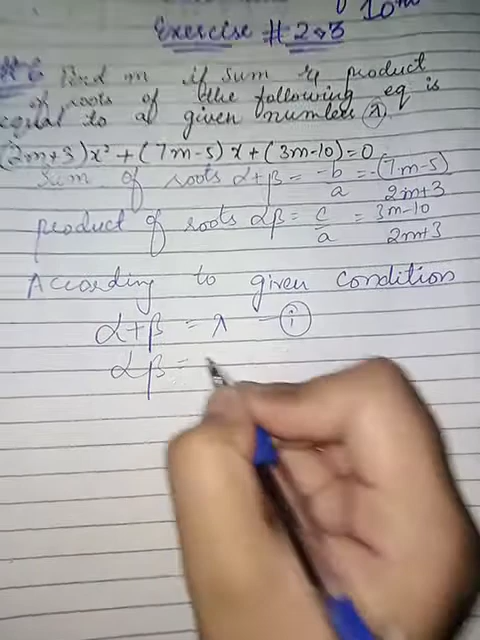 10th
Exercise # 2.3
# 6 Find m if sum & product
of roots of the following eq is
equal to a given number λ
(2m+3)x² + (7m-5)x + (3m-10) = 0
Sum of roots α+β = -b/a = -(7m-5)/2m+3
product of roots αβ = c/a = 3m-10/2m+3
According to given condition
α+β = λ — i
αβ =